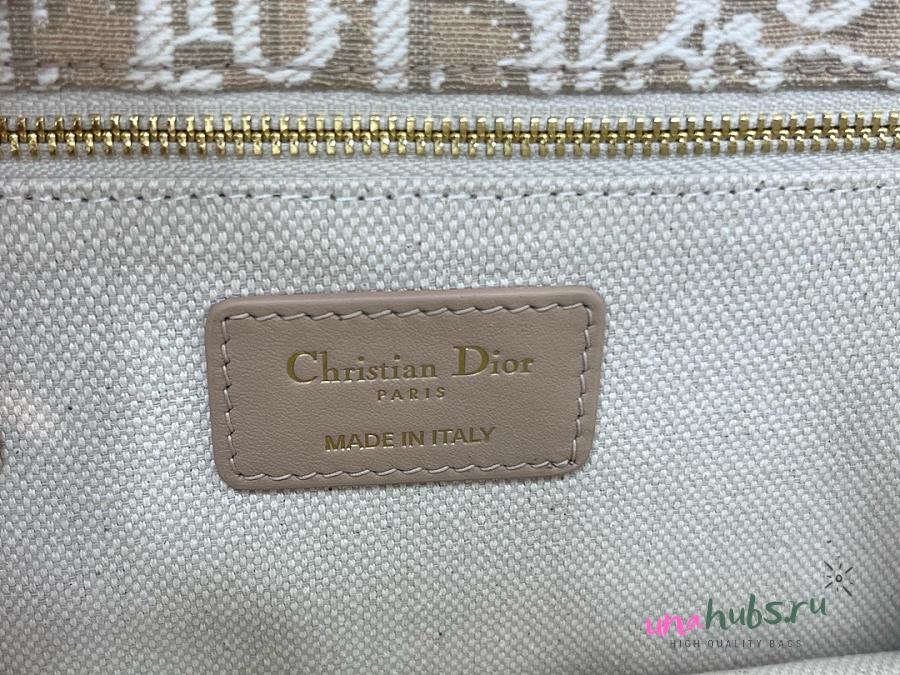 Christian Dior
PARIS
MADE IN ITALY
unahubs.ru
HIGH QUALITY BAGS